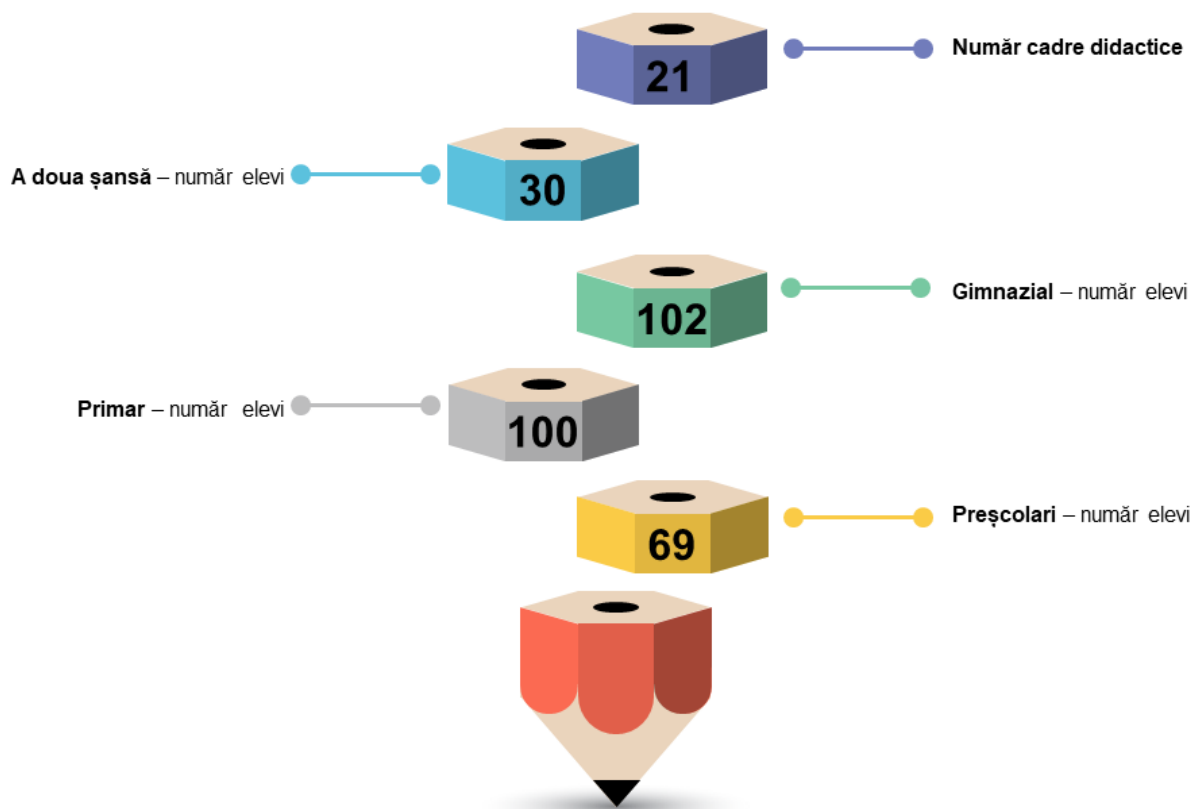 21
Număr cadre didactice
A doua șansă – număr elevi
30
102
Gimnazial – număr elevi
Primar – număr elevi
100
69
Preșcolari – număr elevi